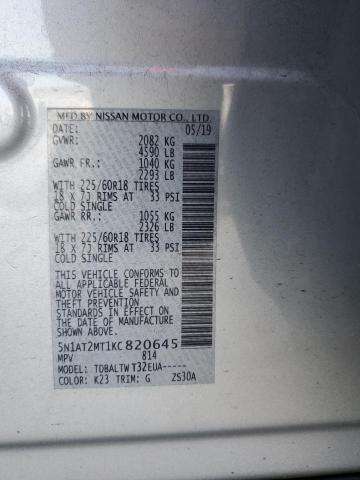 MFD BY NISSAN MOTOR CO., LTD.
DATE: 05/19
GVWR: 2082 KG
4590 LB
GAWR FR.: 1040 KG
2293 LB
WITH 225/60R18 TIRES
18 X 7J RIMS AT 33 PSI
COLD SINGLE
GAWR RR.: 1055 KG
2326 LB
WITH 225/60R18 TIRES
18 X 7J RIMS AT 33 PSI
COLD SINGLE
THIS VEHICLE CONFORMS TO
ALL APPLICABLE FEDERAL
MOTOR VEHICLE SAFETY AND
THEFT PREVENTION STANDARDS
IN EFFECT ON THE DATE OF
MANUFACTURE SHOWN ABOVE.
5N1AT2MT1KC820645
MPV 814
MODEL: TDBALTWT32EUA-----
COLOR: K23 TRIM: G ZS30A